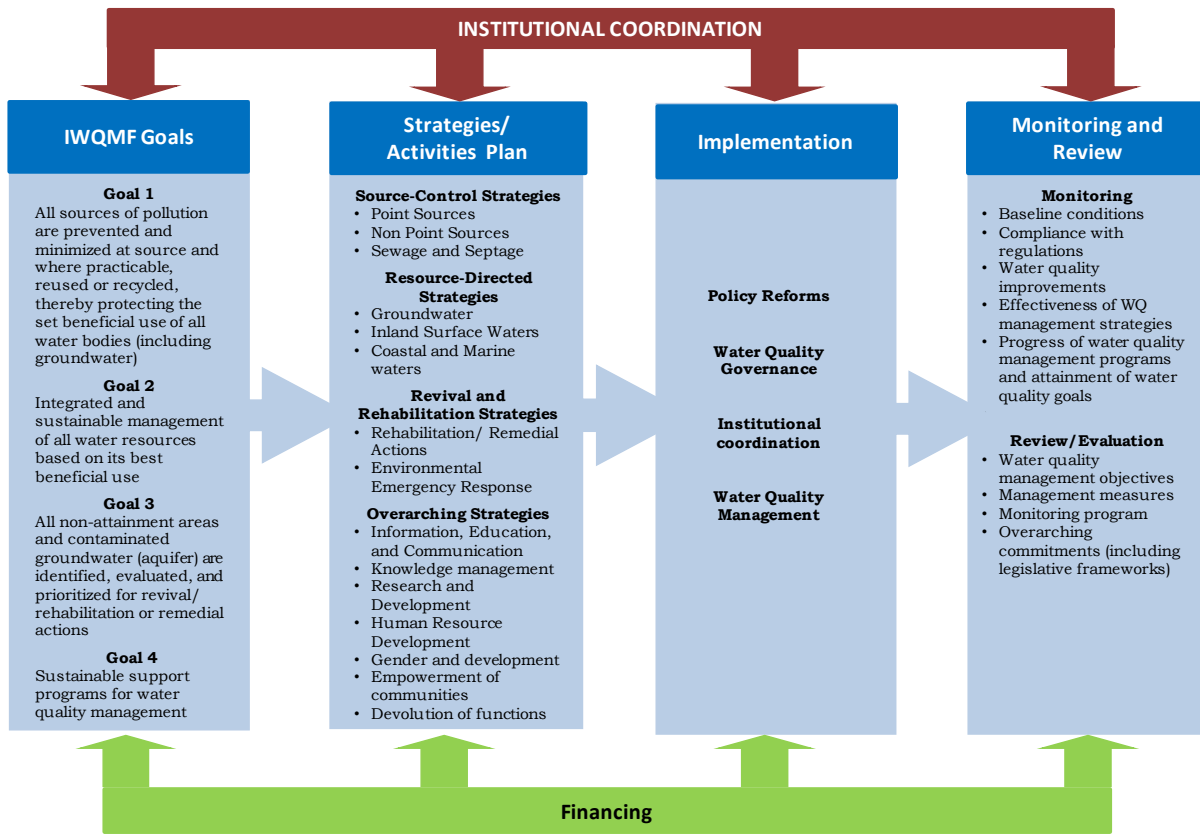 INSTITUTIONAL COORDINATION
IWQMF Goals
Goal 1
All sources of pollution
are prevented and
minimized at source and
where practicable,
reused or recycled,
thereby protecting the
set beneficial use of all
water bodies (including
groundwater)
Goal 2
Integrated and
sustainable management
of all water resources
based on its best
beneficial use
Goal 3
All non-attainment areas
and contaminated
groundwater (aquifer) are
identified, evaluated, and
prioritized for revival/
rehabilitation or remedial
actions
Goal 4
Sustainable support
programs for water
quality management
Strategies/
Activities Plan
Source-Control Strategies
• Point Sources
• Non Point Sources
• Sewage and Septage
Resource-Directed
Strategies
• Groundwater
• Inland Surface Waters
• Coastal and Marine
waters
Revival and
Rehabilitation Strategies
• Rehabilitation/ Remedial
Actions
• Environmental
Emergency Response
Overarching Strategies
• Information, Education,
and Communication
• Knowledge management
• Research and
Development
• Human Resource
Development
• Gender and development
• Empowerment of
communities
• Devolution of functions
Implementation
Policy Reforms
Water Quality
Governance
Institutional
coordination
Water Quality
Management
Monitoring and
Review
Monitoring
• Baseline conditions
• Compliance with
regulations
• Water quality
improvements
• Effectiveness of WQ
management strategies
• Progress of water quality
management programs
and attainment of water
quality goals
Review/Evaluation
• Water quality
management objectives
• Management measures
• Monitoring program
• Overarching
commitments (including
legislative frameworks)
Financing